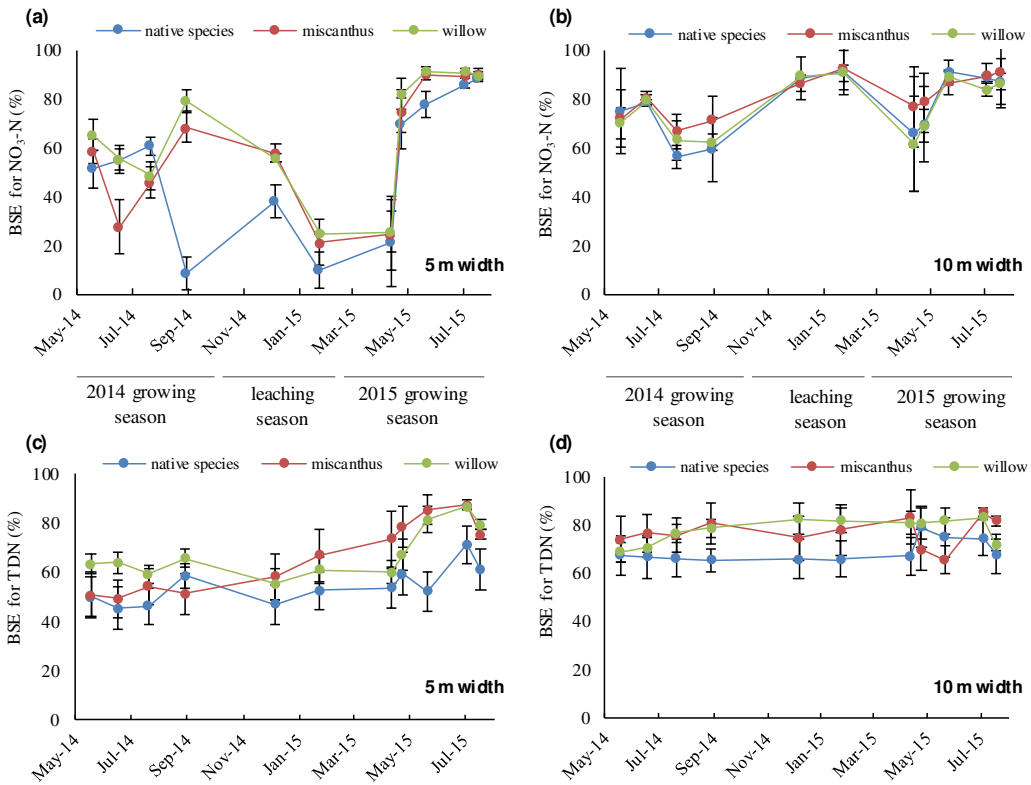 (a)
native species miscanthus willow
BSE for NO3-N (%)
100
80
60
40
20
0
5 m width
May-14 Jul-14 Sep-14 Nov-14 Jan-15 Mar-15 May-15 Jul-15
2014 growing season
leaching season
2015 growing season
(b)
native species miscanthus willow
BSE for NO3-N (%)
100
80
60
40
20
0
10 m width
May-14 Jul-14 Sep-14 Nov-14 Jan-15 Mar-15 May-15 Jul-15
2014 growing season
leaching season
2015 growing season
(c)
native species miscanthus willow
BSE for TDN (%)
100
80
60
40
20
0
5 m width
May-14 Jul-14 Sep-14 Nov-14 Jan-15 Mar-15 May-15 Jul-15
(d)
native species miscanthus willow
BSE for TDN (%)
100
80
60
40
20
0
10 m width
May-14 Jul-14 Sep-14 Nov-14 Jan-15 Mar-15 May-15 Jul-15